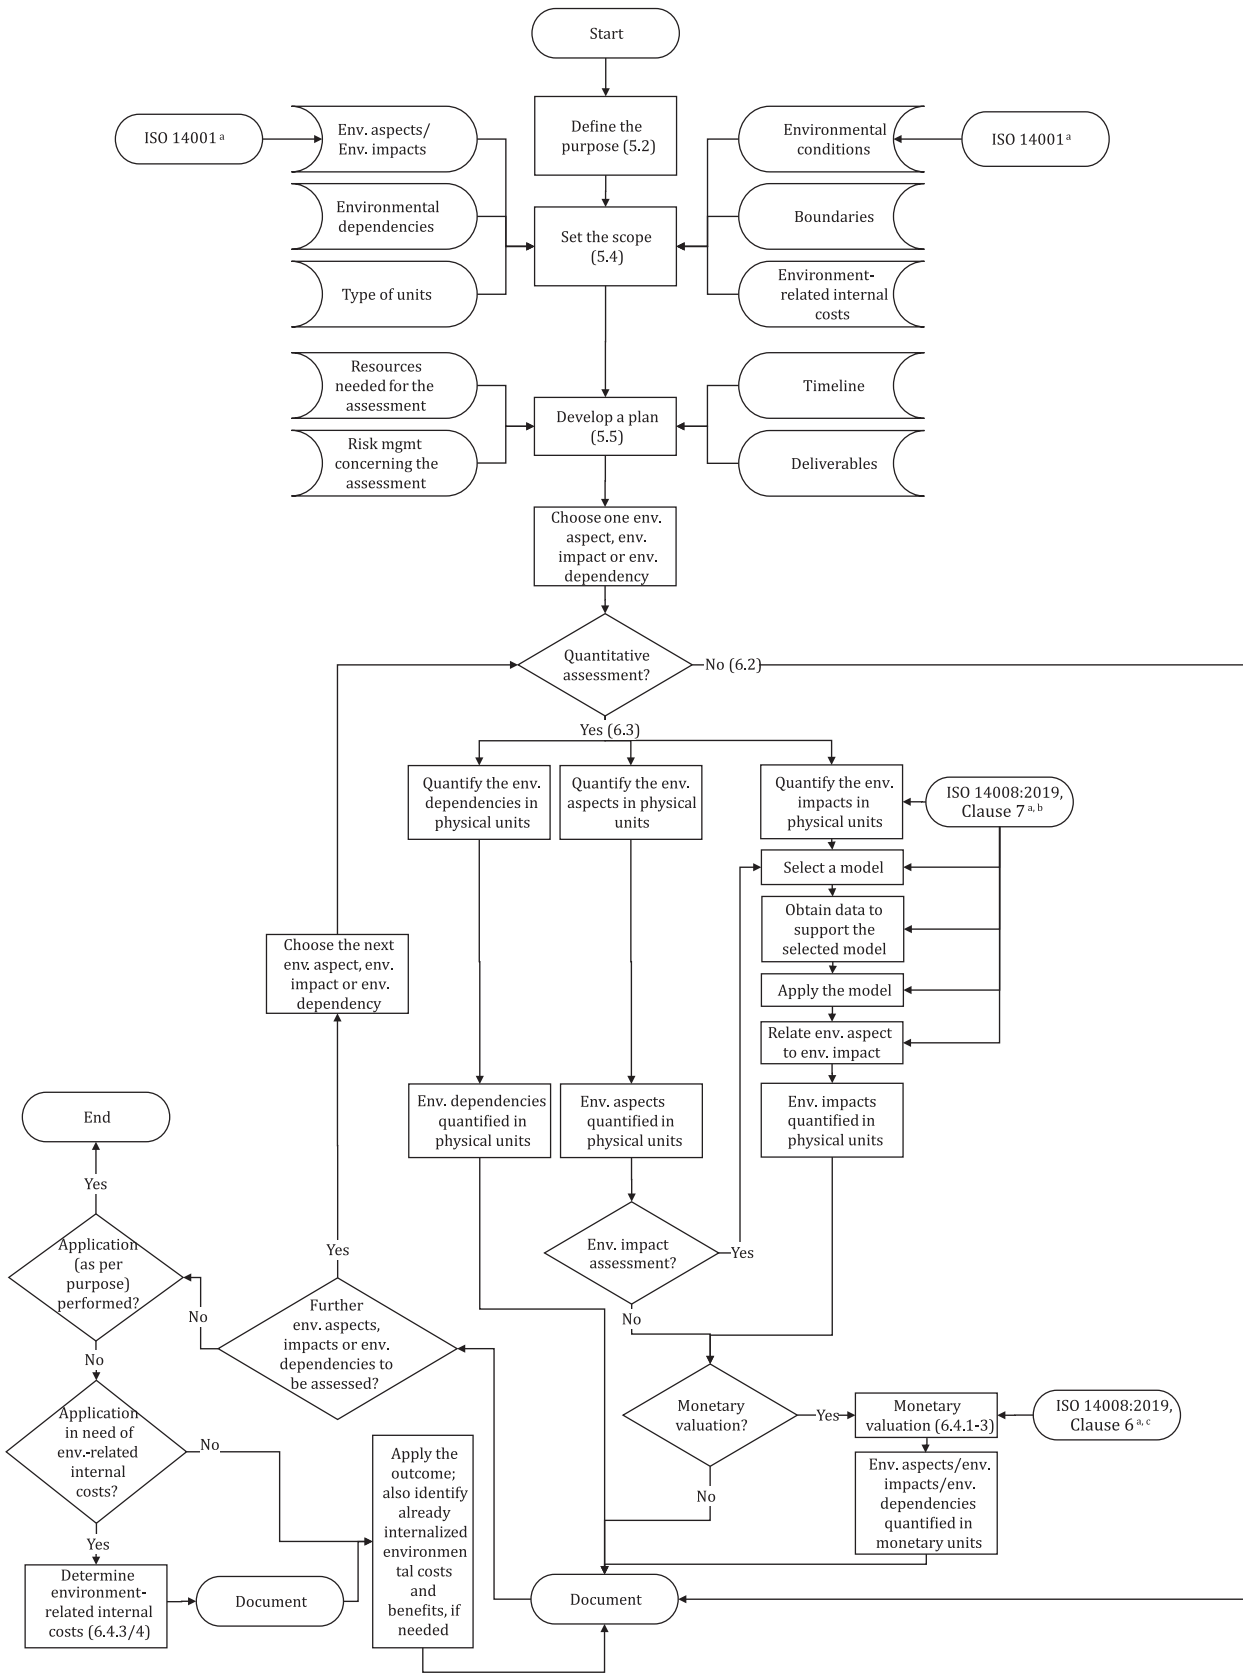 Start
ISO 14001 a
Env. aspects/
Env. impacts
Define the
purpose (5.2)
Environmental
conditions
ISO 14001 a
Environmental
dependencies
Set the scope
(5.4)
Boundaries
Type of units
Environment-
related internal
costs
Resources
needed for the
assessment
Timeline
Develop a plan
(5.5)
Risk mgmt
concerning the
assessment
Deliverables
Choose one env.
aspect, env.
impact or env.
dependency
Quantitative
assessment?
No (6.2)
Yes (6.3)
Quantify the env.
dependencies in
physical units
Quantify the env.
aspects in physical
units
Quantify the env.
impacts in
physical units
ISO 14008:2019,
Clause 7 a, b
Select a model
Obtain data to
support the
selected model
Choose the next
env. aspect, env.
impact or env.
dependency
Apply the model
Relate env. aspect
to env. impact
Env. dependencies
quantified in
physical units
Env. aspects
quantified in
physical units
Env. impacts
quantified in
physical units
End
Yes
Application
(as per
purpose)
performed?
Yes
Env. impact
assessment?
Yes
No
No
Further
env. aspects,
impacts or env.
dependencies to
be assessed?
No
Application
in need of
env.-related
internal
costs?
No
Monetary
valuation?
Yes
Monetary
valuation (6.4.1-3)
ISO 14008:2019,
Clause 6 a, c
Apply the
outcome;
also identify
already
internalized
environmen
tal costs
and
benefits, if
needed
No
Env. aspects/env.
impacts/env.
dependencies
quantified in
monetary units
Yes
Determine
environment-
related internal
costs (6.4.3/4)
Document
Document